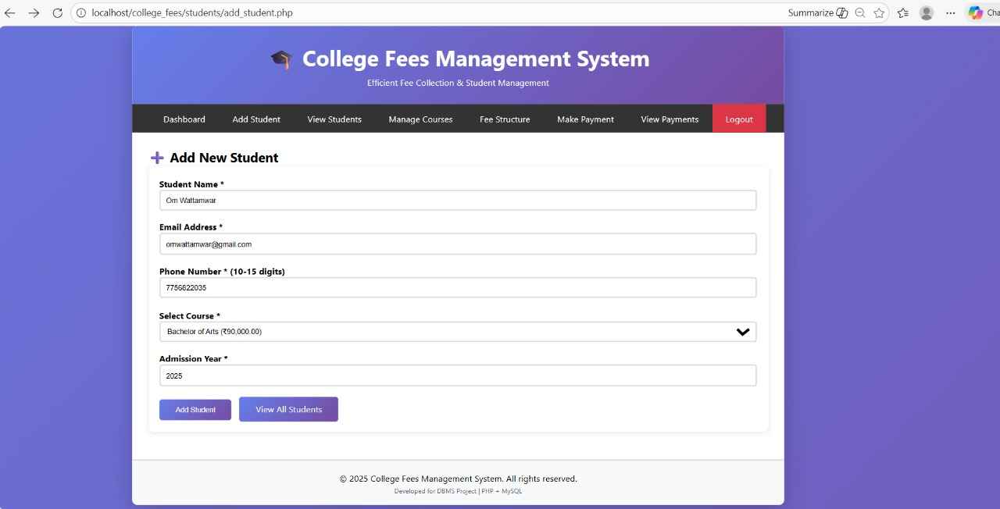 localhost/college_fees/students/add_student.php
Summarize
College Fees Management System
Efficient Fee Collection & Student Management
Dashboard Add Student View Students Manage Courses Fee Structure Make Payment View Payments Logout
Add New Student
Student Name *
Om Wattamwar
Email Address *
omwattamwar@gmail.com
Phone Number * (10-15 digits)
7756822035
Select Course *
Bachelor of Arts (₹90,000.00)
Admission Year *
2025
Add Student View All Students
© 2025 College Fees Management System. All rights reserved.
Developed for DBMS Project | PHP + MySQL